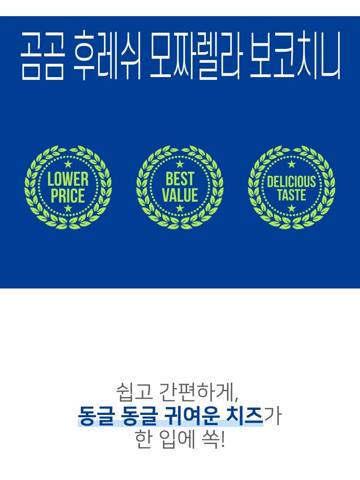 곰곰 후레쉬 모짜렐라 보코치니
LOWER
PRICE
BEST
VALUE
DELICIOUS
TASTE
쉽고 간편하게,
동글 동글 귀여운 치즈가
한 입에 쏙!